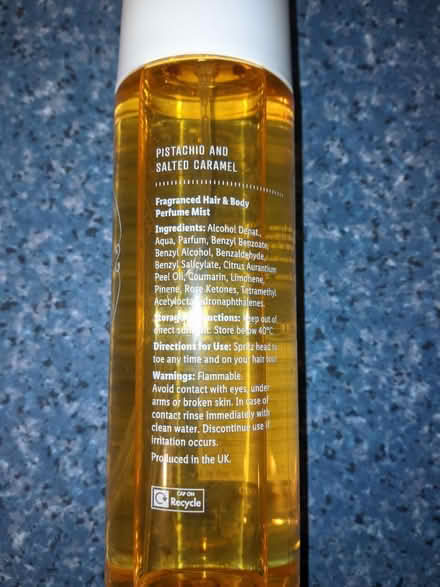 PISTACHIO AND
SALTED CARAMEL
Fragranced Hair & Body
Perfume Mist
Ingredients: Alcohol Denat.,
Aqua, Parfum, Benzyl Benzoate,
Benzyl Alcohol, Benzaldehyde,
Benzyl Salicylate, Citrus Aurantium
Peel Oil, Coumarin, Limonene,
Pinene, Rose Ketones, Tetramethyl
Acetyloctahydronaphthalenes.
Storage Instructions: Keep out of
direct sunlight. Store below 40°C.
Directions for Use: Spritz head to
toe any time and on your hair too!
Warnings: Flammable.
Avoid contact with eyes, under
arms or broken skin. In case of
contact rinse immediately with
clean water. Discontinue use if
irritation occurs.
Produced in the UK.
CAP ON
Recycle